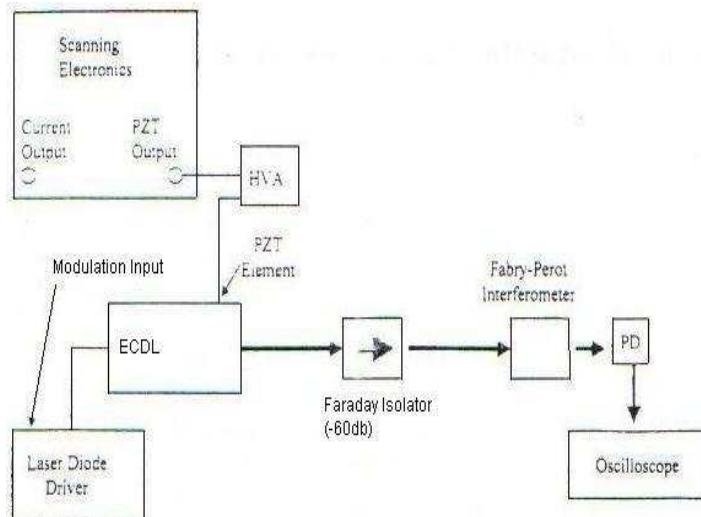 Scanning
Electronics
Current
Output
PZT
Output
HVA
Modulation Input
PZT
Element
Fabry-Perot
Interferometer
ECDL
PD
Faraday Isolator
(-60db)
Laser Diode
Driver
Oscilloscope